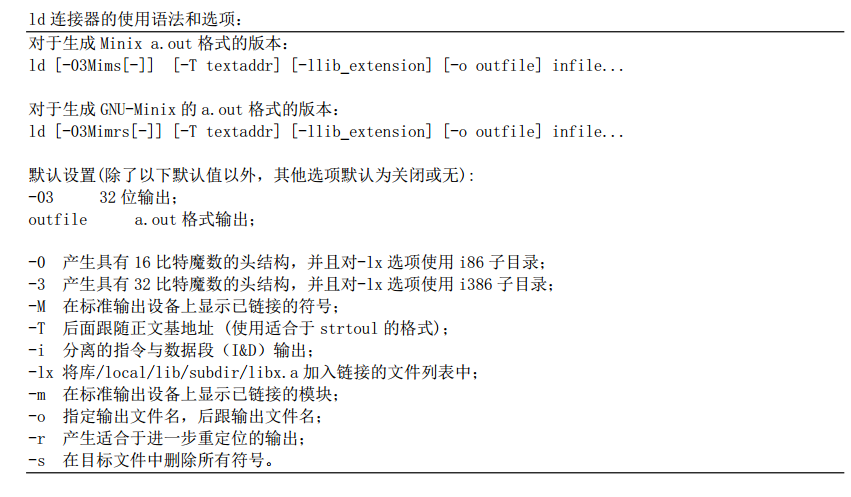 ld 连接器的使用语法和选项：
对于生成 Minix a.out 格式的版本：
ld [-03Mims[-]] [-T textaddr] [-llib_extension] [-o outfile] infile...
对于生成 GNU-Minix 的 a.out 格式的版本：
ld [-03Mimrs[-]] [-T textaddr] [-llib_extension] [-o outfile] infile...
默认设置(除了以下默认值以外，其他选项默认为关闭或无)：
-03 32 位输出；
outfile a.out 格式输出；
-0 产生具有 16 比特魔数的头结构，并且对-lx 选项使用 i86 子目录；
-3 产生具有 32 比特魔数的头结构，并且对-lx 选项使用 i386 子目录；
-M 在标准输出设备上显示已链接的符号；
-T 后面跟随正文基地址 (使用适合于 strtoul 的格式)；
-i 分离的指令与数据段（I&D）输出；
-lx 将库/local/lib/subdir/libx.a 加入链接的文件列表中；
-m 在标准输出设备上显示已链接的模块；
-o 指定输出文件名，后跟输出文件名；
-r 产生适合于进一步重定位的输出；
-s 在目标文件中删除所有符号。